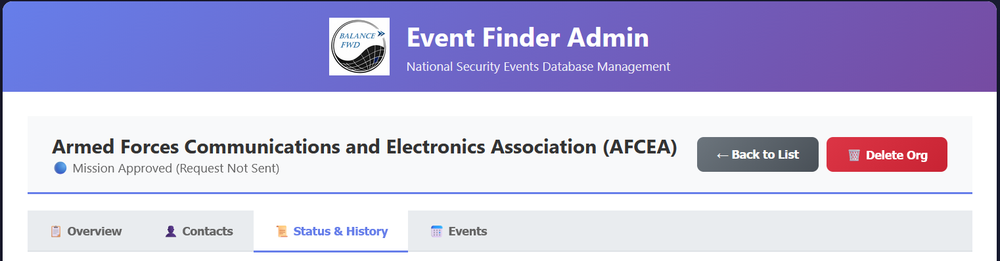 BALANCE
FWD
Event Finder Admin
National Security Events Database Management
Armed Forces Communications and Electronics Association (AFCEA)
Mission Approved (Request Not Sent)
← Back to List
Delete Org
Overview
Contacts
Status & History
Events